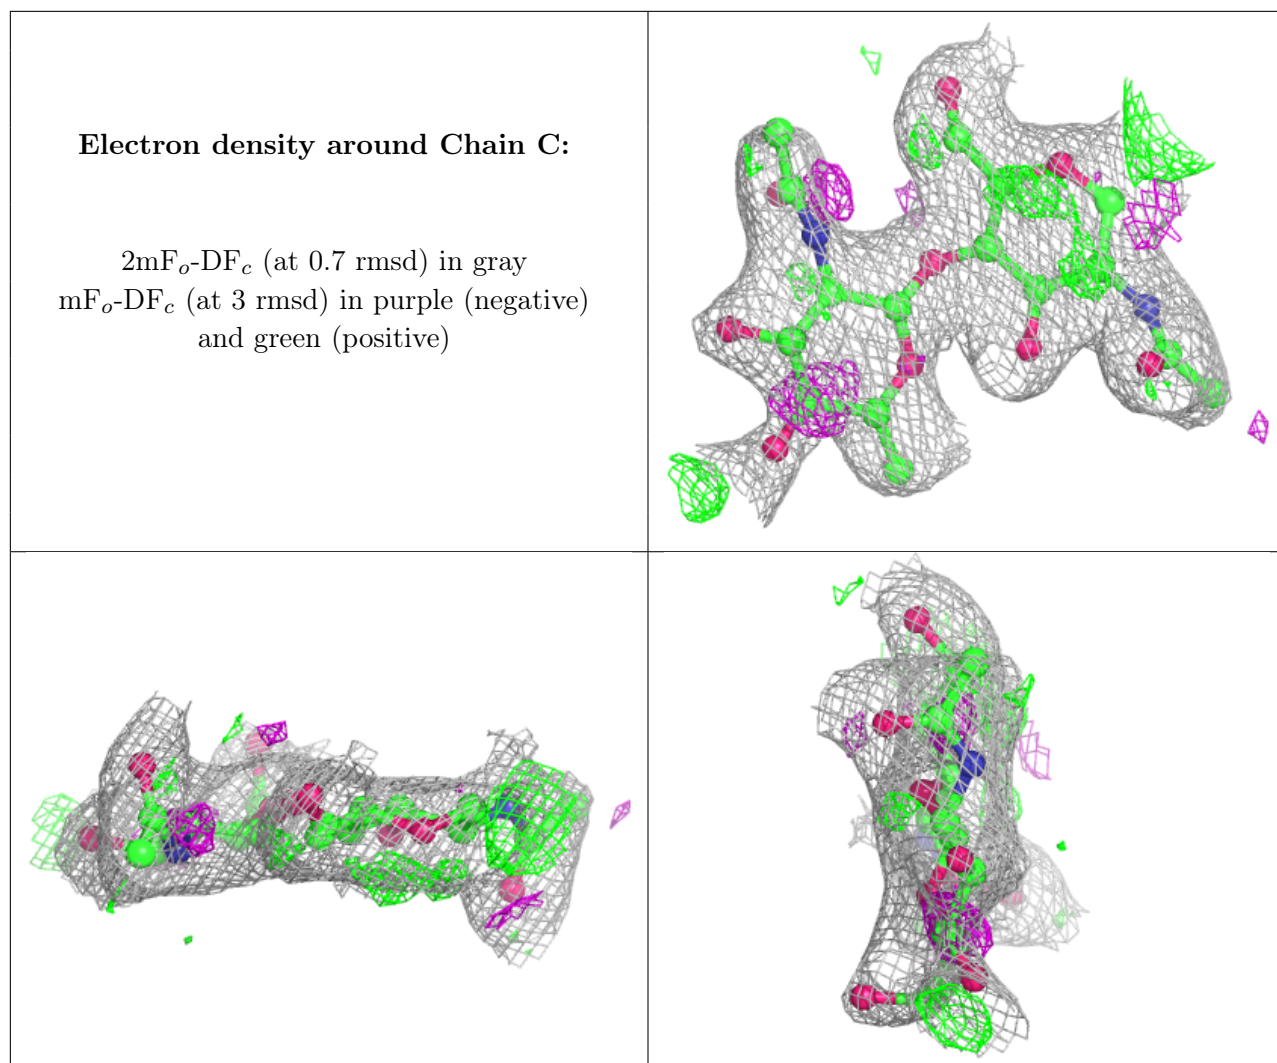 Electron density around Chain C:
2mFo-DFc (at 0.7 rmsd) in gray
mFo-DFc (at 3 rmsd) in purple (negative)
and green (positive)